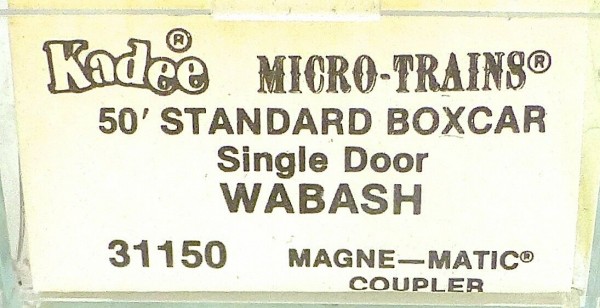 Kadee® MICRO-TRAINS®
50' STANDARD BOXCAR
Single Door
WABASH
31150 MAGNE—MATIC®
COUPLER